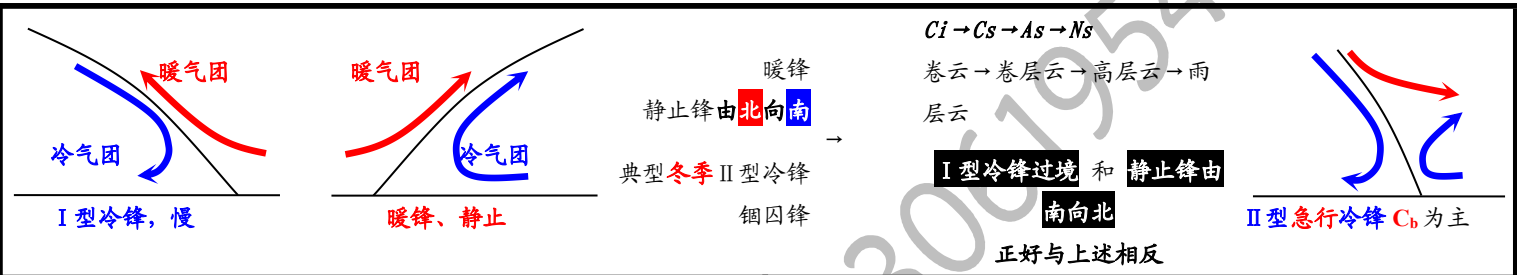 暖气团
冷气团
Ⅰ型冷锋，慢
暖气团
冷气团
暖锋、静止
暖锋
静止锋由北向南
典型冬季Ⅱ型冷锋
锢囚锋
→
Ci→Cs→As→Ns
卷云→卷层云→高层云→雨
层云
Ⅰ型冷锋过境 和 静止锋由
南向北
正好与上述相反
Ⅱ型急行冷锋 Cb 为主
3061954